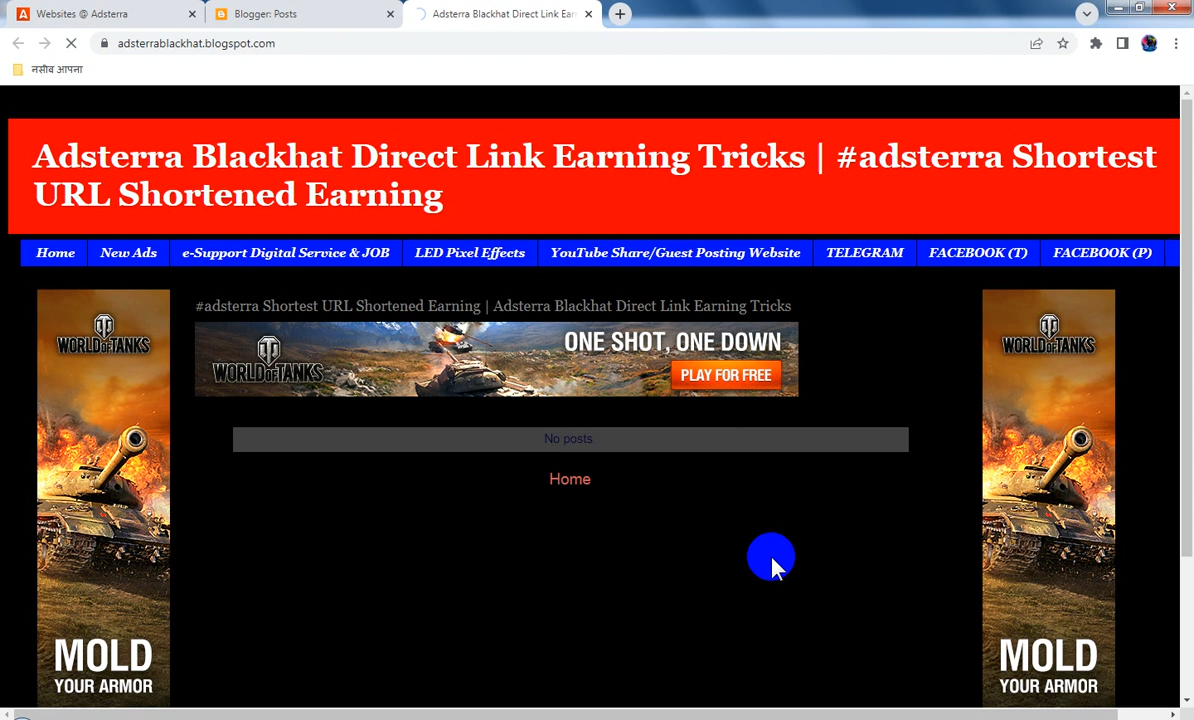 Websites @ Adsterra
Blogger: Posts
Adsterra Blackhat Direct Link Ear
adsterrablackhat.blogspot.com
नसीब आपना
Adsterra Blackhat Direct Link Earning Tricks | #adsterra Shortest
URL Shortened Earning
Home
New Ads
e-Support Digital Service & JOB
LED Pixel Effects
YouTube Share/Guest Posting Website
TELEGRAM
FACEBOOK (T)
FACEBOOK (P)
#adsterra Shortest URL Shortened Earning | Adsterra Blackhat Direct Link Earning Tricks
WORLD OF TANKS
ONE SHOT, ONE DOWN
PLAY FOR FREE
WORLD OF TANKS
MOLD
YOUR ARMOR
No posts
Home
WORLD OF TANKS
MOLD
YOUR ARMOR